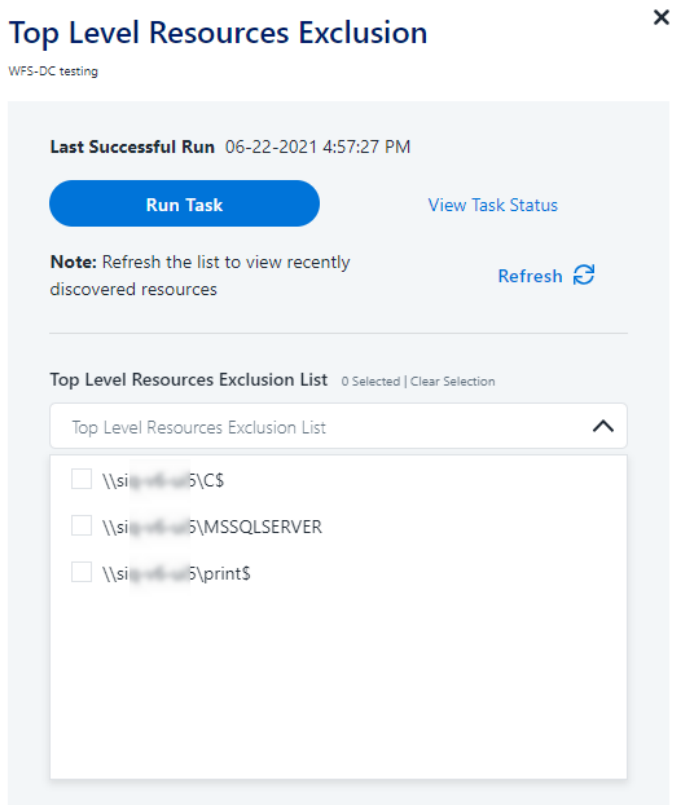 Top Level Resources Exclusion
WFS-DC testing
Last Successful Run 06-22-2021 4:57:27 PM
Run Task
View Task Status
Note: Refresh the list to view recently
discovered resources
Refresh
Top Level Resources Exclusion List 0 Selected | Clear Selection
Top Level Resources Exclusion List
\\si 5\C$
\\si 5\MSSQLSERVER
\\si 5\print$